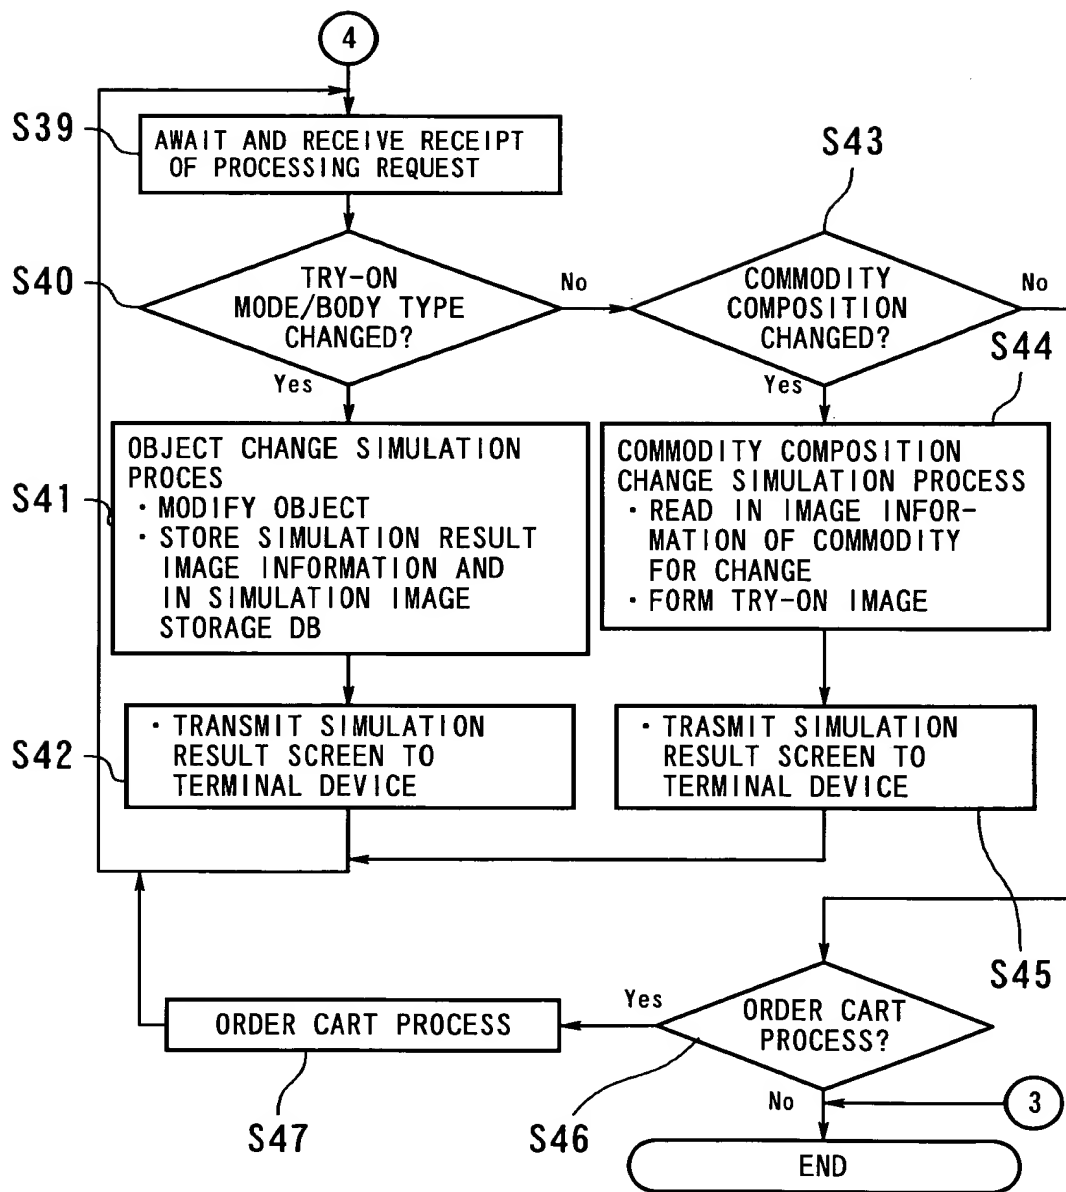 4
S39
AWAIT AND RECEIVE RECEIPT
OF PROCESSING REQUEST
S40
TRY-ON
MODE/BODY TYPE
CHANGED?
No
Yes
S43
COMMODITY
COMPOSITION
CHANGED?
No
Yes
S44
S41
OBJECT CHANGE SIMULATION
PROCES
・MODIFY OBJECT
・STORE SIMULATION RESULT
IMAGE INFORMATION AND
IN SIMULATION IMAGE
STORAGE DB
COMMODITY COMPOSITION
CHANGE SIMULATION PROCESS
・READ IN IMAGE INFOR-
MATION OF COMMODITY
FOR CHANGE
・FORM TRY-ON IMAGE
S42
・TRANSMIT SIMULATION
RESULT SCREEN TO
TERMINAL DEVICE
・TRASMIT SIMULATION
RESULT SCREEN TO
TERMINAL DEVICE
S45
ORDER CART
PROCESS?
Yes
ORDER CART PROCESS
S47
S46
No
3
END